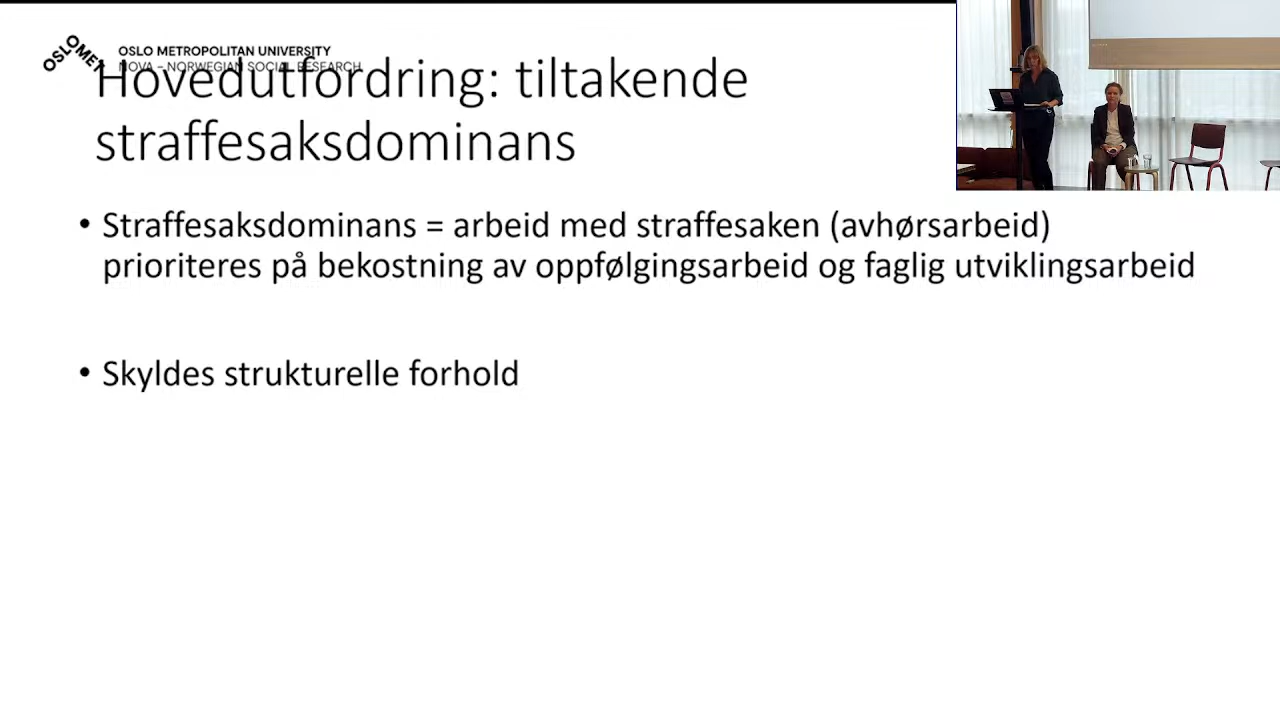 OSLOMET
OSLO METROPOLITAN UNIVERSITY
NOVA – NORWEGIAN SOCIAL RESEARCH
Hovedutfordring: tiltakende
straffesaksdominans
• Straffesaksdominans = arbeid med straffesaken (avhørsarbeid)
prioriteres på bekostning av oppfølgingsarbeid og faglig utviklingsarbeid
• Skyldes strukturelle forhold